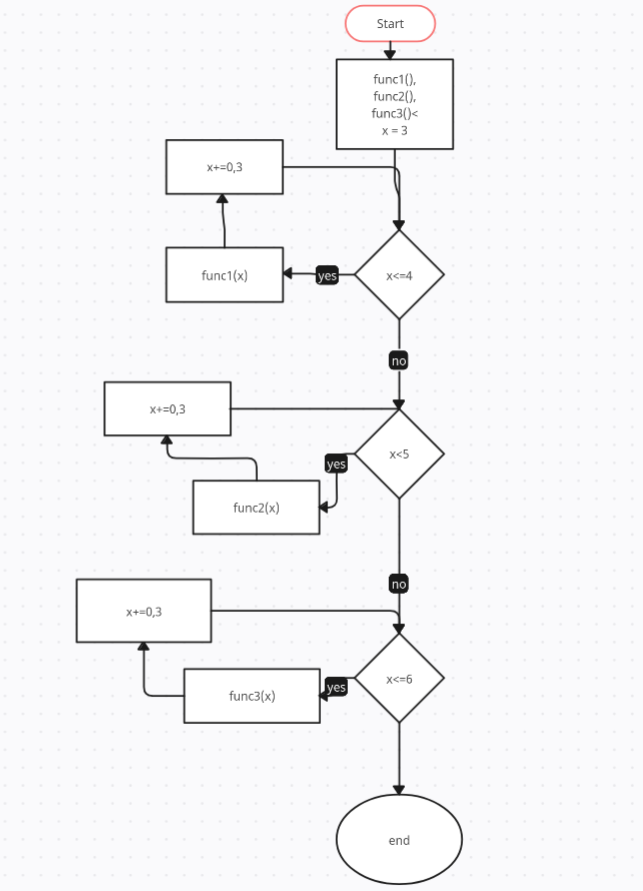 Start
func1(),
func2(),
func3()<
x = 3
x+=0,3
func1(x)
yes
x<=4
no
x+=0,3
x<5
yes
func2(x)
no
x+=0,3
x<=6
yes
func3(x)
end